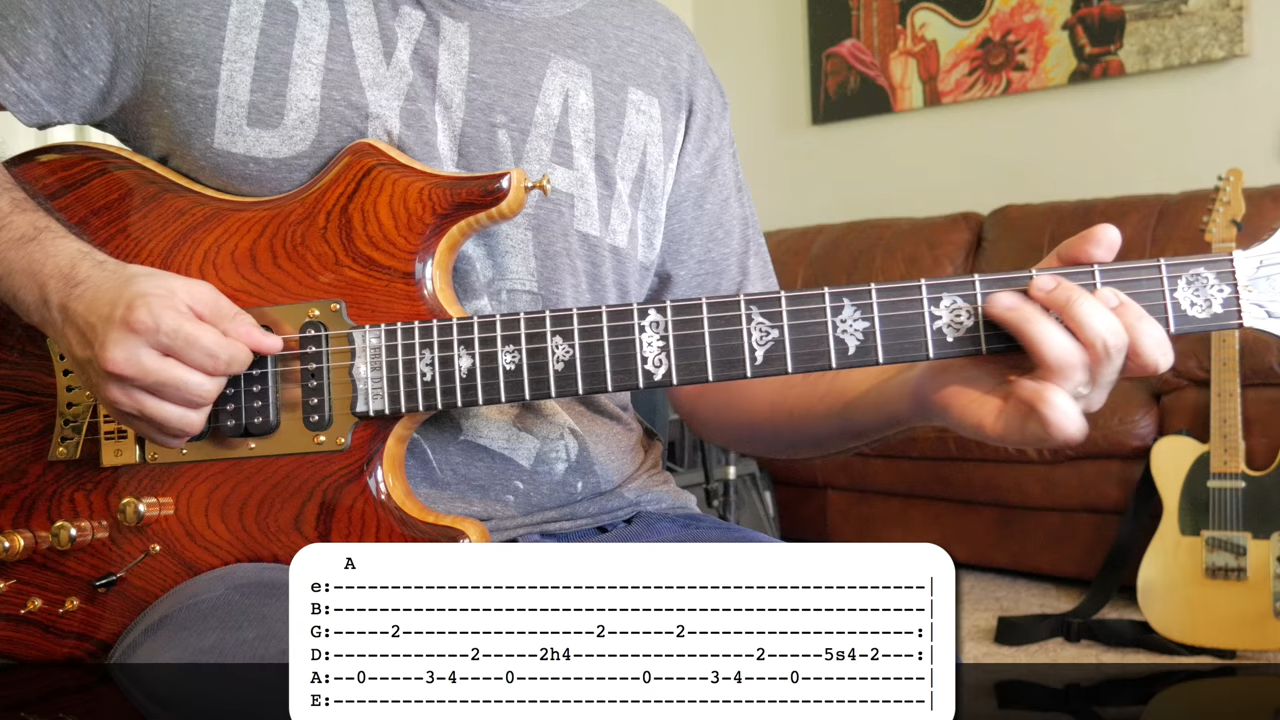 DYLAN
A
e:----------------------------------------------------|
B:----------------------------------------------------|
G:-----2-----------------2------2--------------------:|
D:------------2-----2h4----------------2-----5s4-2---:|
A:--0-----3-4----0-----------0-----3-4----0-----------|
E:----------------------------------------------------|